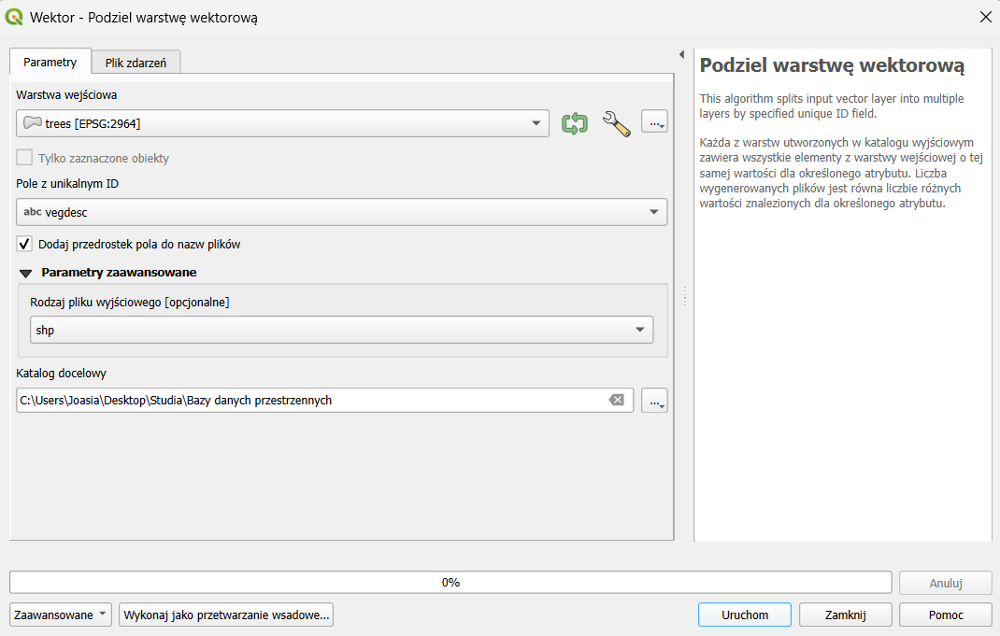 Wektor - Podziel warstwę wektorową
Parametry
Plik zdarzeń
Warstwa wejściowa
trees [EPSG:2964]
...
Tylko zaznaczone obiekty
Pole z unikalnym ID
abc vegdesc
Dodaj przedrostek pola do nazw plików
Parametry zaawansowane
Rodzaj pliku wyjściowego [opcjonalne]
shp
Katalog docelowy
C:\Users\Joasia\Desktop\Studia\Bazy danych przestrzennych
...
Podziel warstwę wektorową
This algorithm splits input vector layer into multiple
layers by specified unique ID field.
Każda z warstw utworzonych w katalogu wyjściowym
zawiera wszystkie elementy z warstwy wejściowej o tej
samej wartości dla określonego atrybutu. Liczba
wygenerowanych plików jest równa liczbie różnych
wartości znalezionych dla określonego atrybutu.
0%
Anuluj
Zaawansowane
Wykonaj jako przetwarzanie wsadowe...
Uruchom
Zamknij
Pomoc